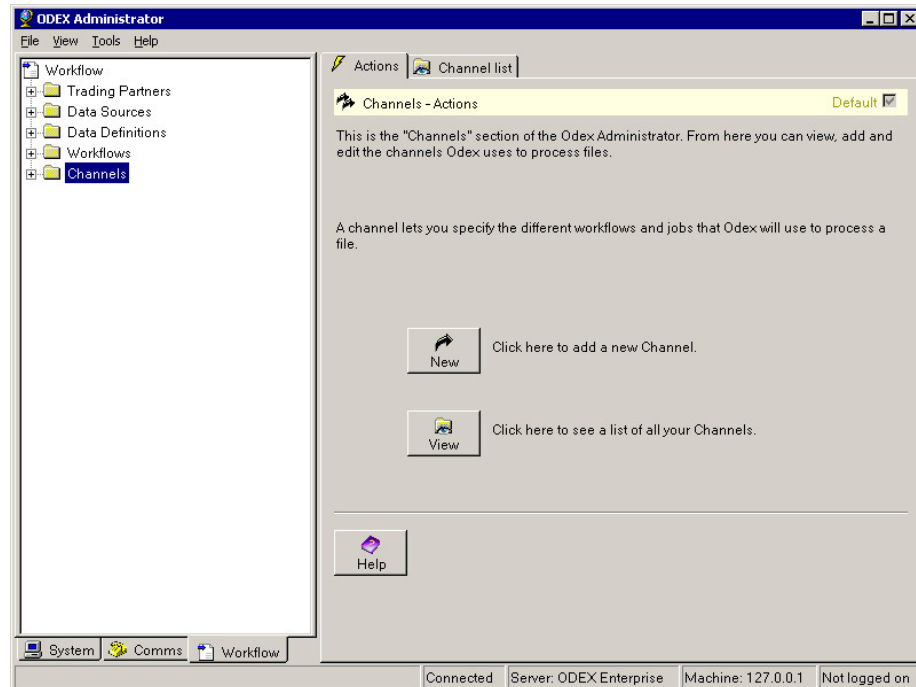 ODEX Administrator
File View Tools Help
Workflow
Trading Partners
Data Sources
Data Definitions
Workflows
Channels
Actions
Channel list
Channels - Actions
Default
This is the "Channels" section of the Odex Administrator. From here you can view, add and
edit the channels Odex uses to process files.
A channel lets you specify the different workflows and jobs that Odex will use to process a
file.
New
Click here to add a new Channel.
View
Click here to see a list of all your Channels.
Help
System
Comms
Workflow
Connected
Server: ODEX Enterprise
Machine: 127.0.0.1
Not logged on